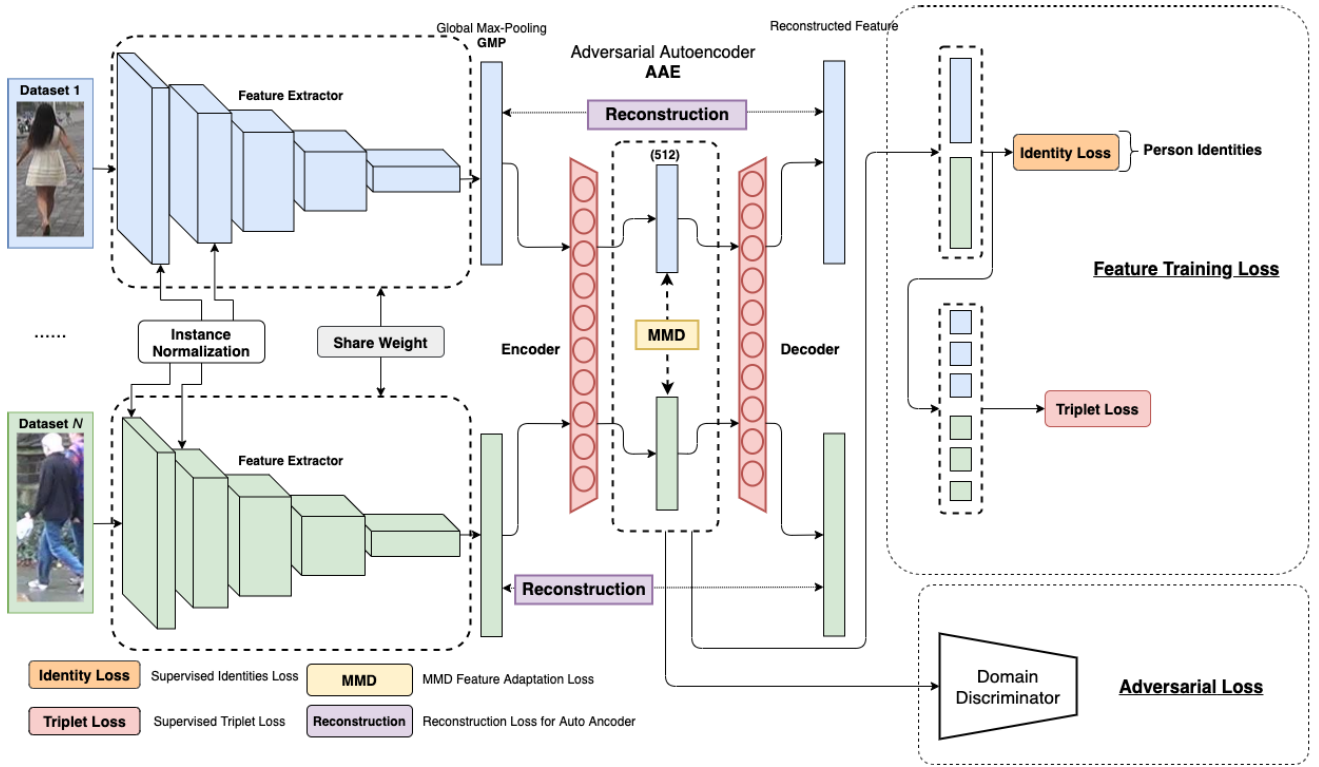 Global Max-Pooling
GMP
Adversarial Autoencoder
AAE
Reconstructed Feature
Dataset 1
Feature Extractor
Reconstruction
(512)
Identity Loss
Person Identities
Feature Training Loss
......
Instance
Normalization
Share Weight
Encoder
MMD
Decoder
Dataset N
Feature Extractor
Triplet Loss
Reconstruction
Domain
Discriminator
Adversarial Loss
Identity Loss
Supervised Identities Loss
MMD
MMD Feature Adaptation Loss
Triplet Loss
Supervised Triplet Loss
Reconstruction
Reconstruction Loss for Auto Ancoder